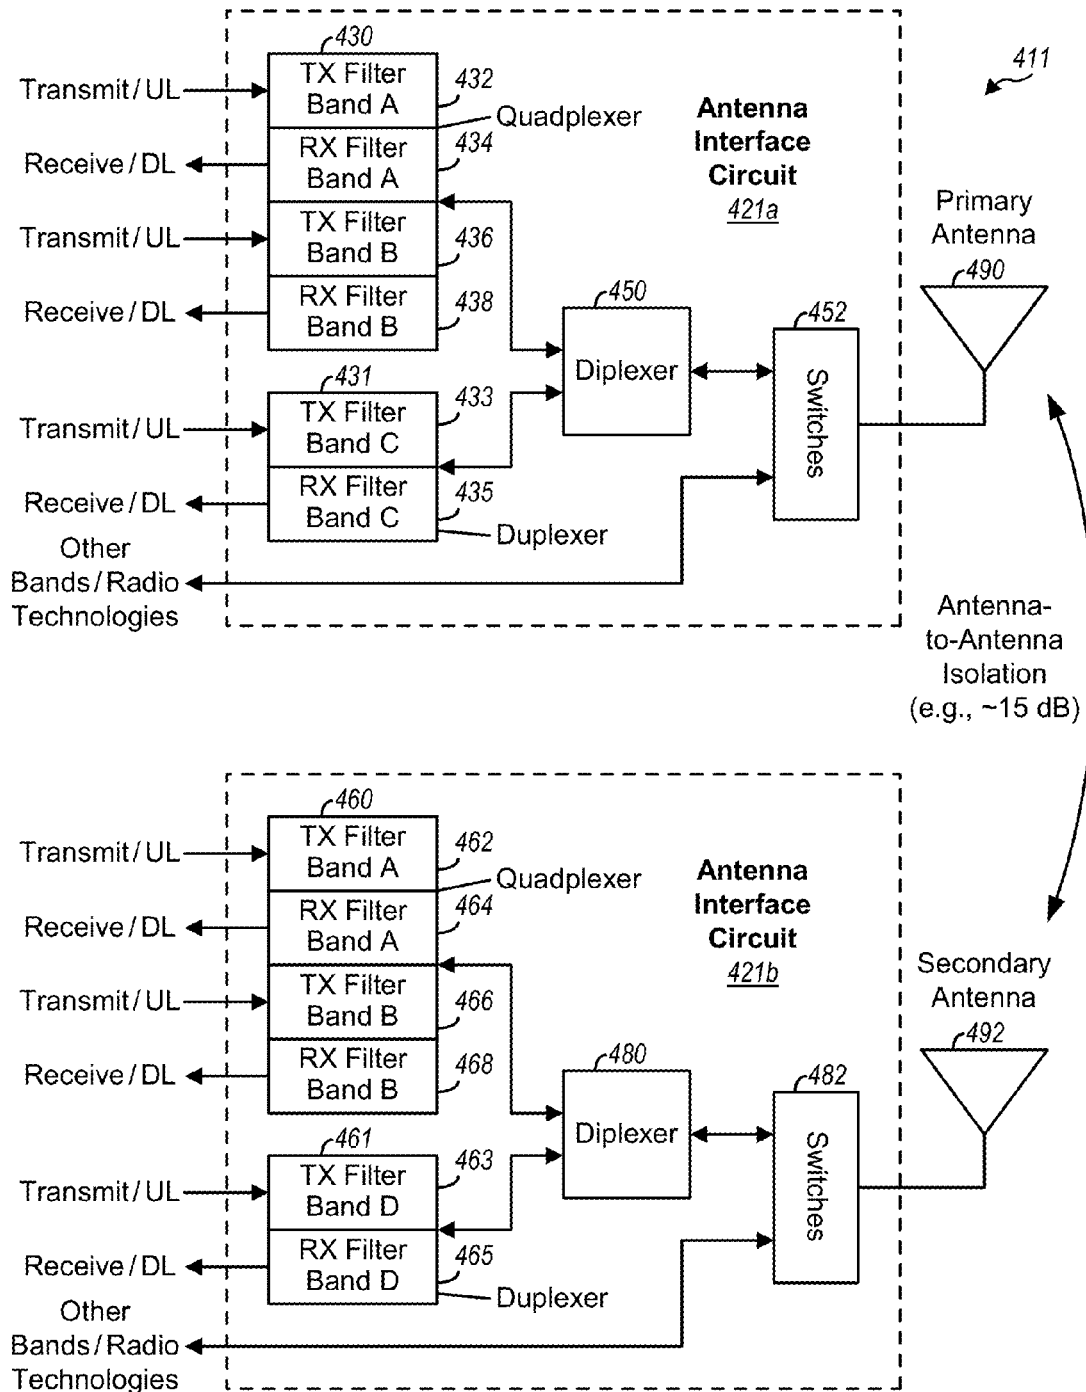 430
Transmit/UL
TX Filter
Band A
432
Quadplexer
Receive/DL
RX Filter
Band A
434
Transmit/UL
TX Filter
Band B
436
Receive/DL
RX Filter
Band B
438
431
Transmit/UL
TX Filter
Band C
433
Receive/DL
RX Filter
Band C
435
Duplexer
Other
Bands/Radio
Technologies
Antenna
Interface
Circuit
421a
450
Diplexer
452
Switches
411
Primary
Antenna
490
Antenna-
to-Antenna
Isolation
(e.g., ~15 dB)
460
Transmit/UL
TX Filter
Band A
462
Quadplexer
Receive/DL
RX Filter
Band A
464
Transmit/UL
TX Filter
Band B
466
Receive/DL
RX Filter
Band B
468
461
Transmit/UL
TX Filter
Band D
463
Receive/DL
RX Filter
Band D
465
Duplexer
Other
Bands/Radio
Technologies
Antenna
Interface
Circuit
421b
480
Diplexer
482
Switches
Secondary
Antenna
492